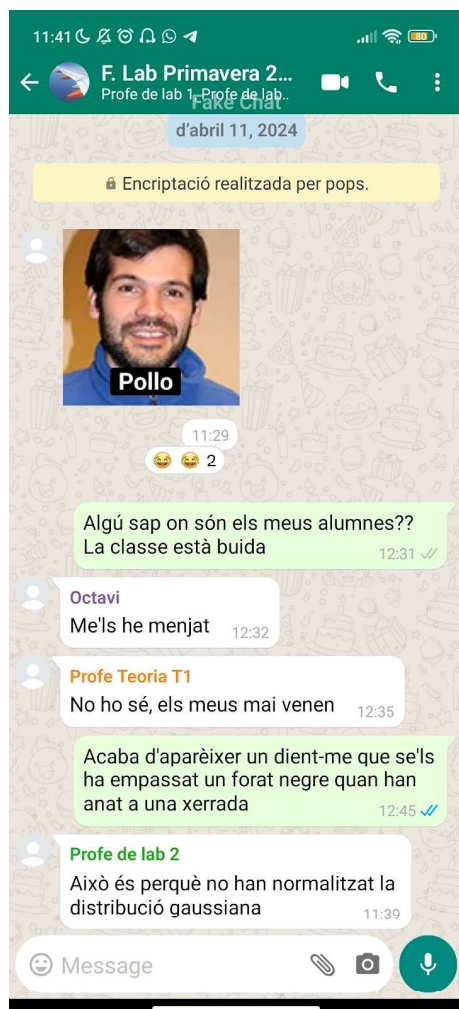 11:41
80
F. Lab Primavera 2...
Profe de lab 1, Profe de lab..
Fake Chat
d'abril 11, 2024
Encriptació realitzada per pops.
Pollo
11:29
😂 😂 2
Algú sap on són els meus alumnes??
La classe està buida
12:31
Octavi
Me'ls he menjat
12:32
Profe Teoria T1
No ho sé, els meus mai venen
12:35
Acaba d'aparèixer un dient-me que se'ls
ha empassat un forat negre quan han
anat a una xerrada
12:45
Profe de lab 2
Això és perquè no han normalitzat la
distribució gaussiana
11:39
Message